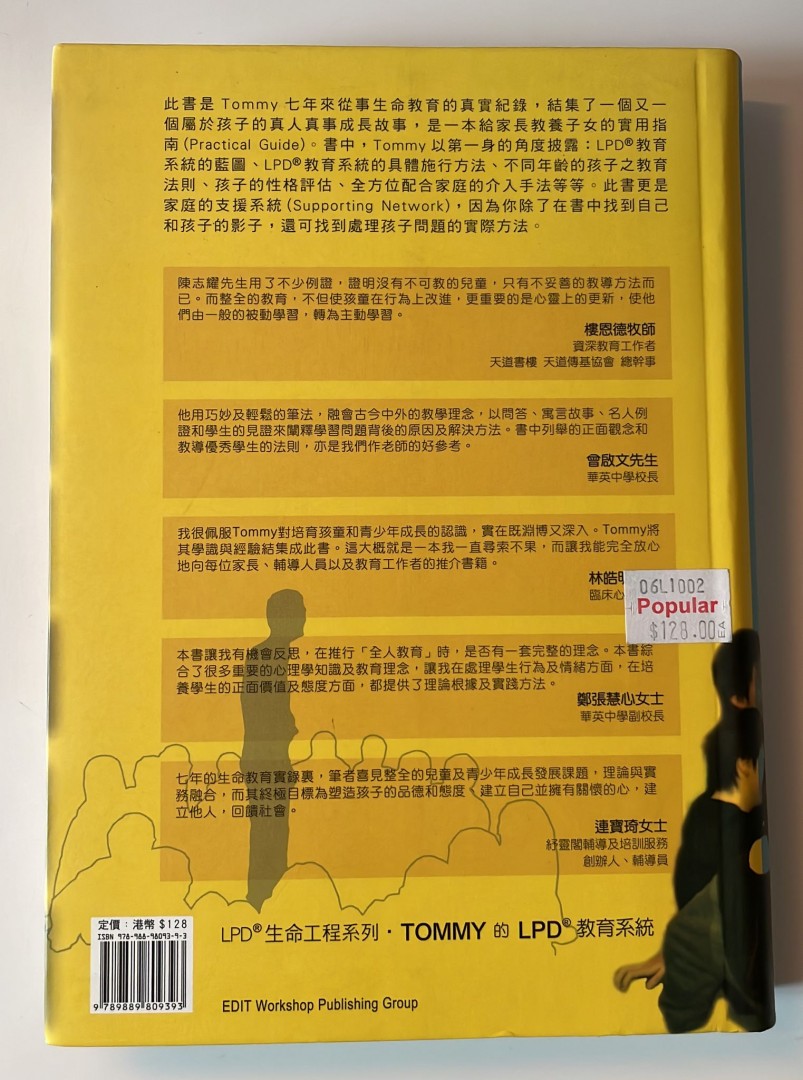 此書是 Tommy 七年來從事生命教育的真實紀錄，結集了一個又一
個屬於孩子的真人真事成長故事，是一本給家長教養子女的實用指
南(Practical Guide)。書中，Tommy 以第一身的角度披露：LPD®教育
系統的藍圖、LPD®教育系統的具體施行方法、不同年齡的孩子之教育
法則、孩子的性格評估、全方位配合家庭的介入手法等等。此書更是
家庭的支援系統(Supporting Network)，因為你除了在書中找到自己
和孩子的影子，還可找到處理孩子問題的實際方法。
陳志耀先生用了不少例證，證明沒有不可教的兒童，只有不妥善的教導方法而
已。而整全的教育，不但使孩童在行為上改進，更重要的是心靈上的更新，使他
們由一般的被動學習，轉為主動學習。
樓恩德牧師
資深教育工作者
天道書樓 天道傳基協會 總幹事
他用巧妙及輕鬆的筆法，融會古今中外的教學理念，以問答、寓言故事、名人例
證和學生的見證來闡釋學習問題背後的原因及解決方法。書中列舉的正面觀念和
教導優秀學生的法則，亦是我們作老師的好參考。
曾啟文先生
華英中學校長
我很佩服Tommy對培育孩童和青少年成長的認識，實在既淵博又深入。Tommy將
其學識與經驗結集成此書。這大概就是一本我一直尋索不果，而讓我能完全放心
地向每位家長、輔導人員以及教育工作者的推介書籍。
林皓明
臨床心
06L1002
Popular
$128.00EA
本書讓我有機會反思，在推行「全人教育」時，是否有一套完整的理念。本書綜
合了很多重要的心理學知識及教育理念，讓我在處理學生行為及情緒方面，在培
養學生的正面價值及態度方面，都提供了理論根據及實踐方法。
鄭張慧心女士
華英中學副校長
七年的生命教育實錄裏，筆者喜見整全的兒童及青少年成長發展課題，理論與實
務融合，而其終極目標為塑造孩子的品德和態度、建立自己並擁有關懷的心，建
立他人，回饋社會。
連寶琦女士
紓靈閣輔導及培訓服務
創辦人、輔導員
定價：港幣 $128
ISBN 978-988-98093-9-3
9 789889 809393
LPD® 生命工程系列・TOMMY 的 LPD® 教育系統
EDIT Workshop Publishing Group